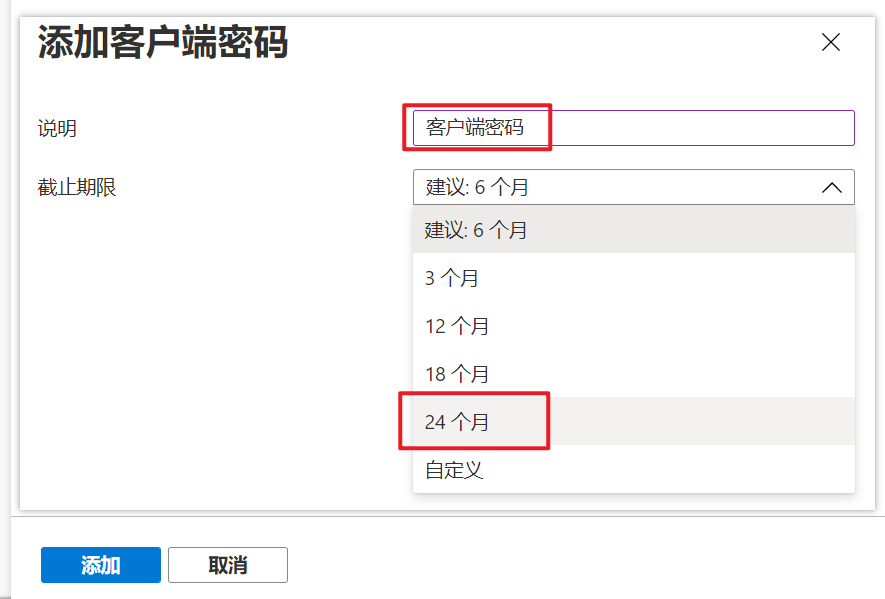 添加客户端密码
说明
客户端密码
截止期限
建议: 6 个月
建议: 6 个月
3 个月
12 个月
18 个月
24 个月
自定义
添加
取消